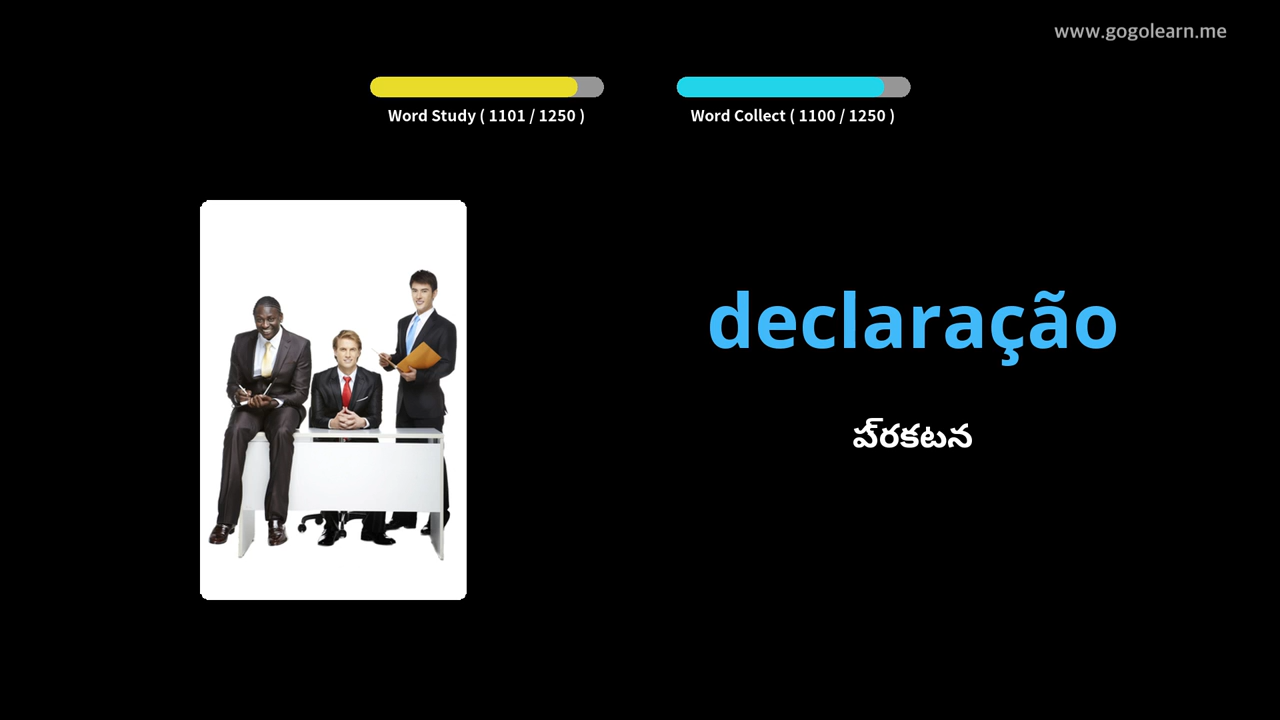 www.gogolearn.me
Word Study ( 1101 / 1250 )
Word Collect ( 1100 / 1250 )
declaração
ప్రకటన